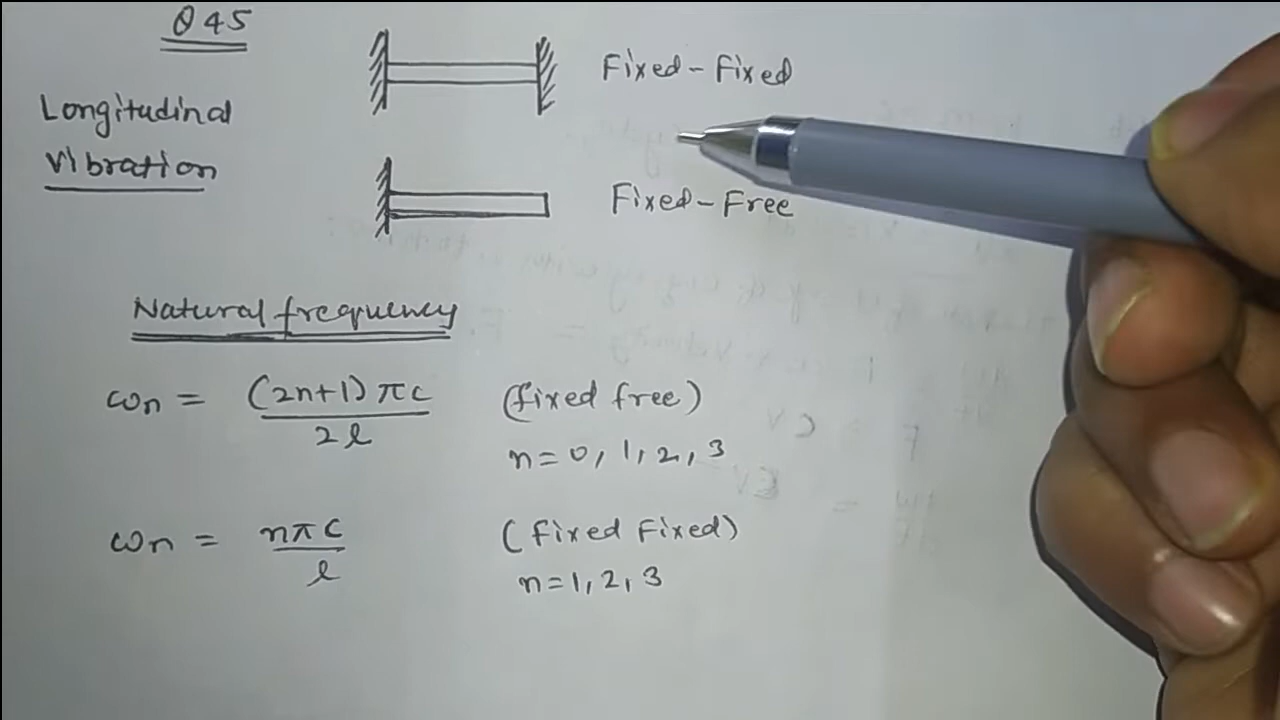 Q45
Longitudinal
vibration
Fixed-Fixed
Fixed-Free
Natural frequency
ωn = (2n+1)πc / 2l (fixed free)
n=0, 1, 2, 3
ωn = nπc / l (Fixed Fixed)
n=1, 2, 3